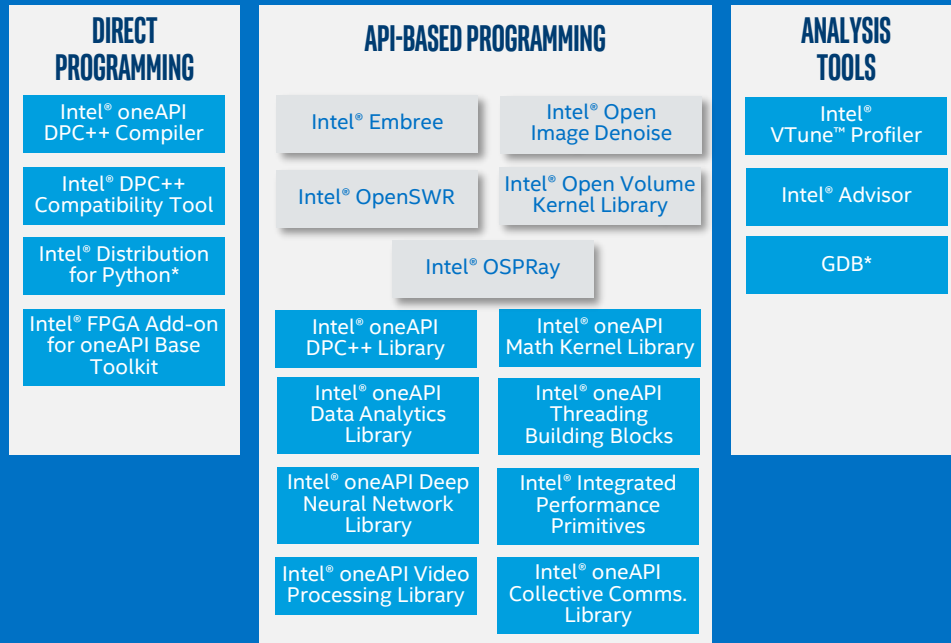 DIRECT
PROGRAMMING
Intel® oneAPI
DPC++ Compiler
Intel® DPC++
Compatibility Tool
Intel® Distribution
for Python*
Intel® FPGA Add-on
for oneAPI Base
Toolkit
API-BASED PROGRAMMING
Intel® Embree
Intel® Open
Image Denoise
Intel® OpenSWR
Intel® Open Volume
Kernel Library
Intel® OSPRay
Intel® oneAPI
DPC++ Library
Intel® oneAPI
Math Kernel Library
Intel® oneAPI
Data Analytics
Library
Intel® oneAPI
Threading
Building Blocks
Intel® oneAPI Deep
Neural Network
Library
Intel® Integrated
Performance
Primitives
Intel® oneAPI Video
Processing Library
Intel® oneAPI
Collective Comms.
Library
ANALYSIS
TOOLS
Intel®
VTune™ Profiler
Intel® Advisor
GDB*